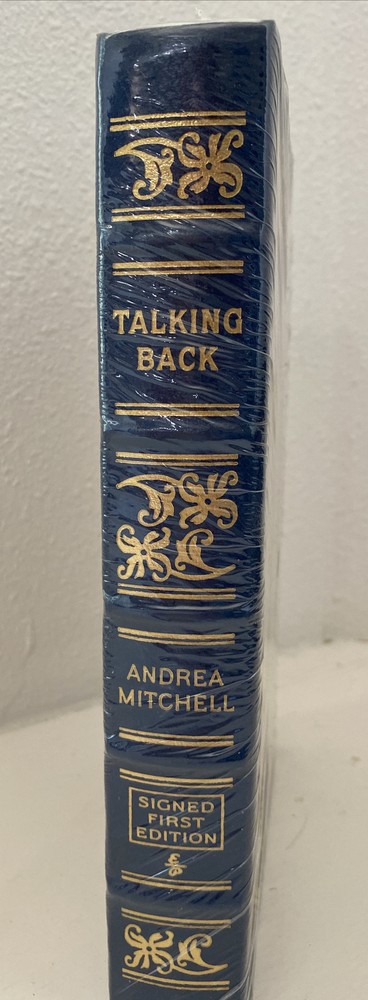 TALKING
BACK
ANDREA
MITCHELL
SIGNED
FIRST
EDITION